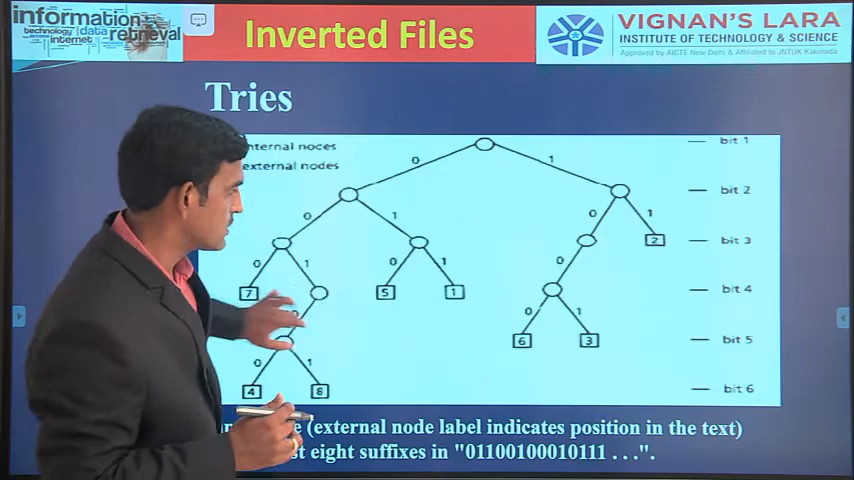 information
technology data
internet retrieval
Inverted Files
VIGNAN'S LARA
INSTITUTE OF TECHNOLOGY & SCIENCE
Approved by AICTE New Delhi & Affiliated to JNTUK Kakinada
Tries
nternal noces
external nodes
bit 1
0 1
bit 2
0 1 0 1
bit 3
2
0 1 0 1 0
bit 4
7 5 1
0 1
bit 5
6 3
0 1
bit 6
4 8
(external node label indicates position in the text)
eight suffixes in "01100100010111 . . .".